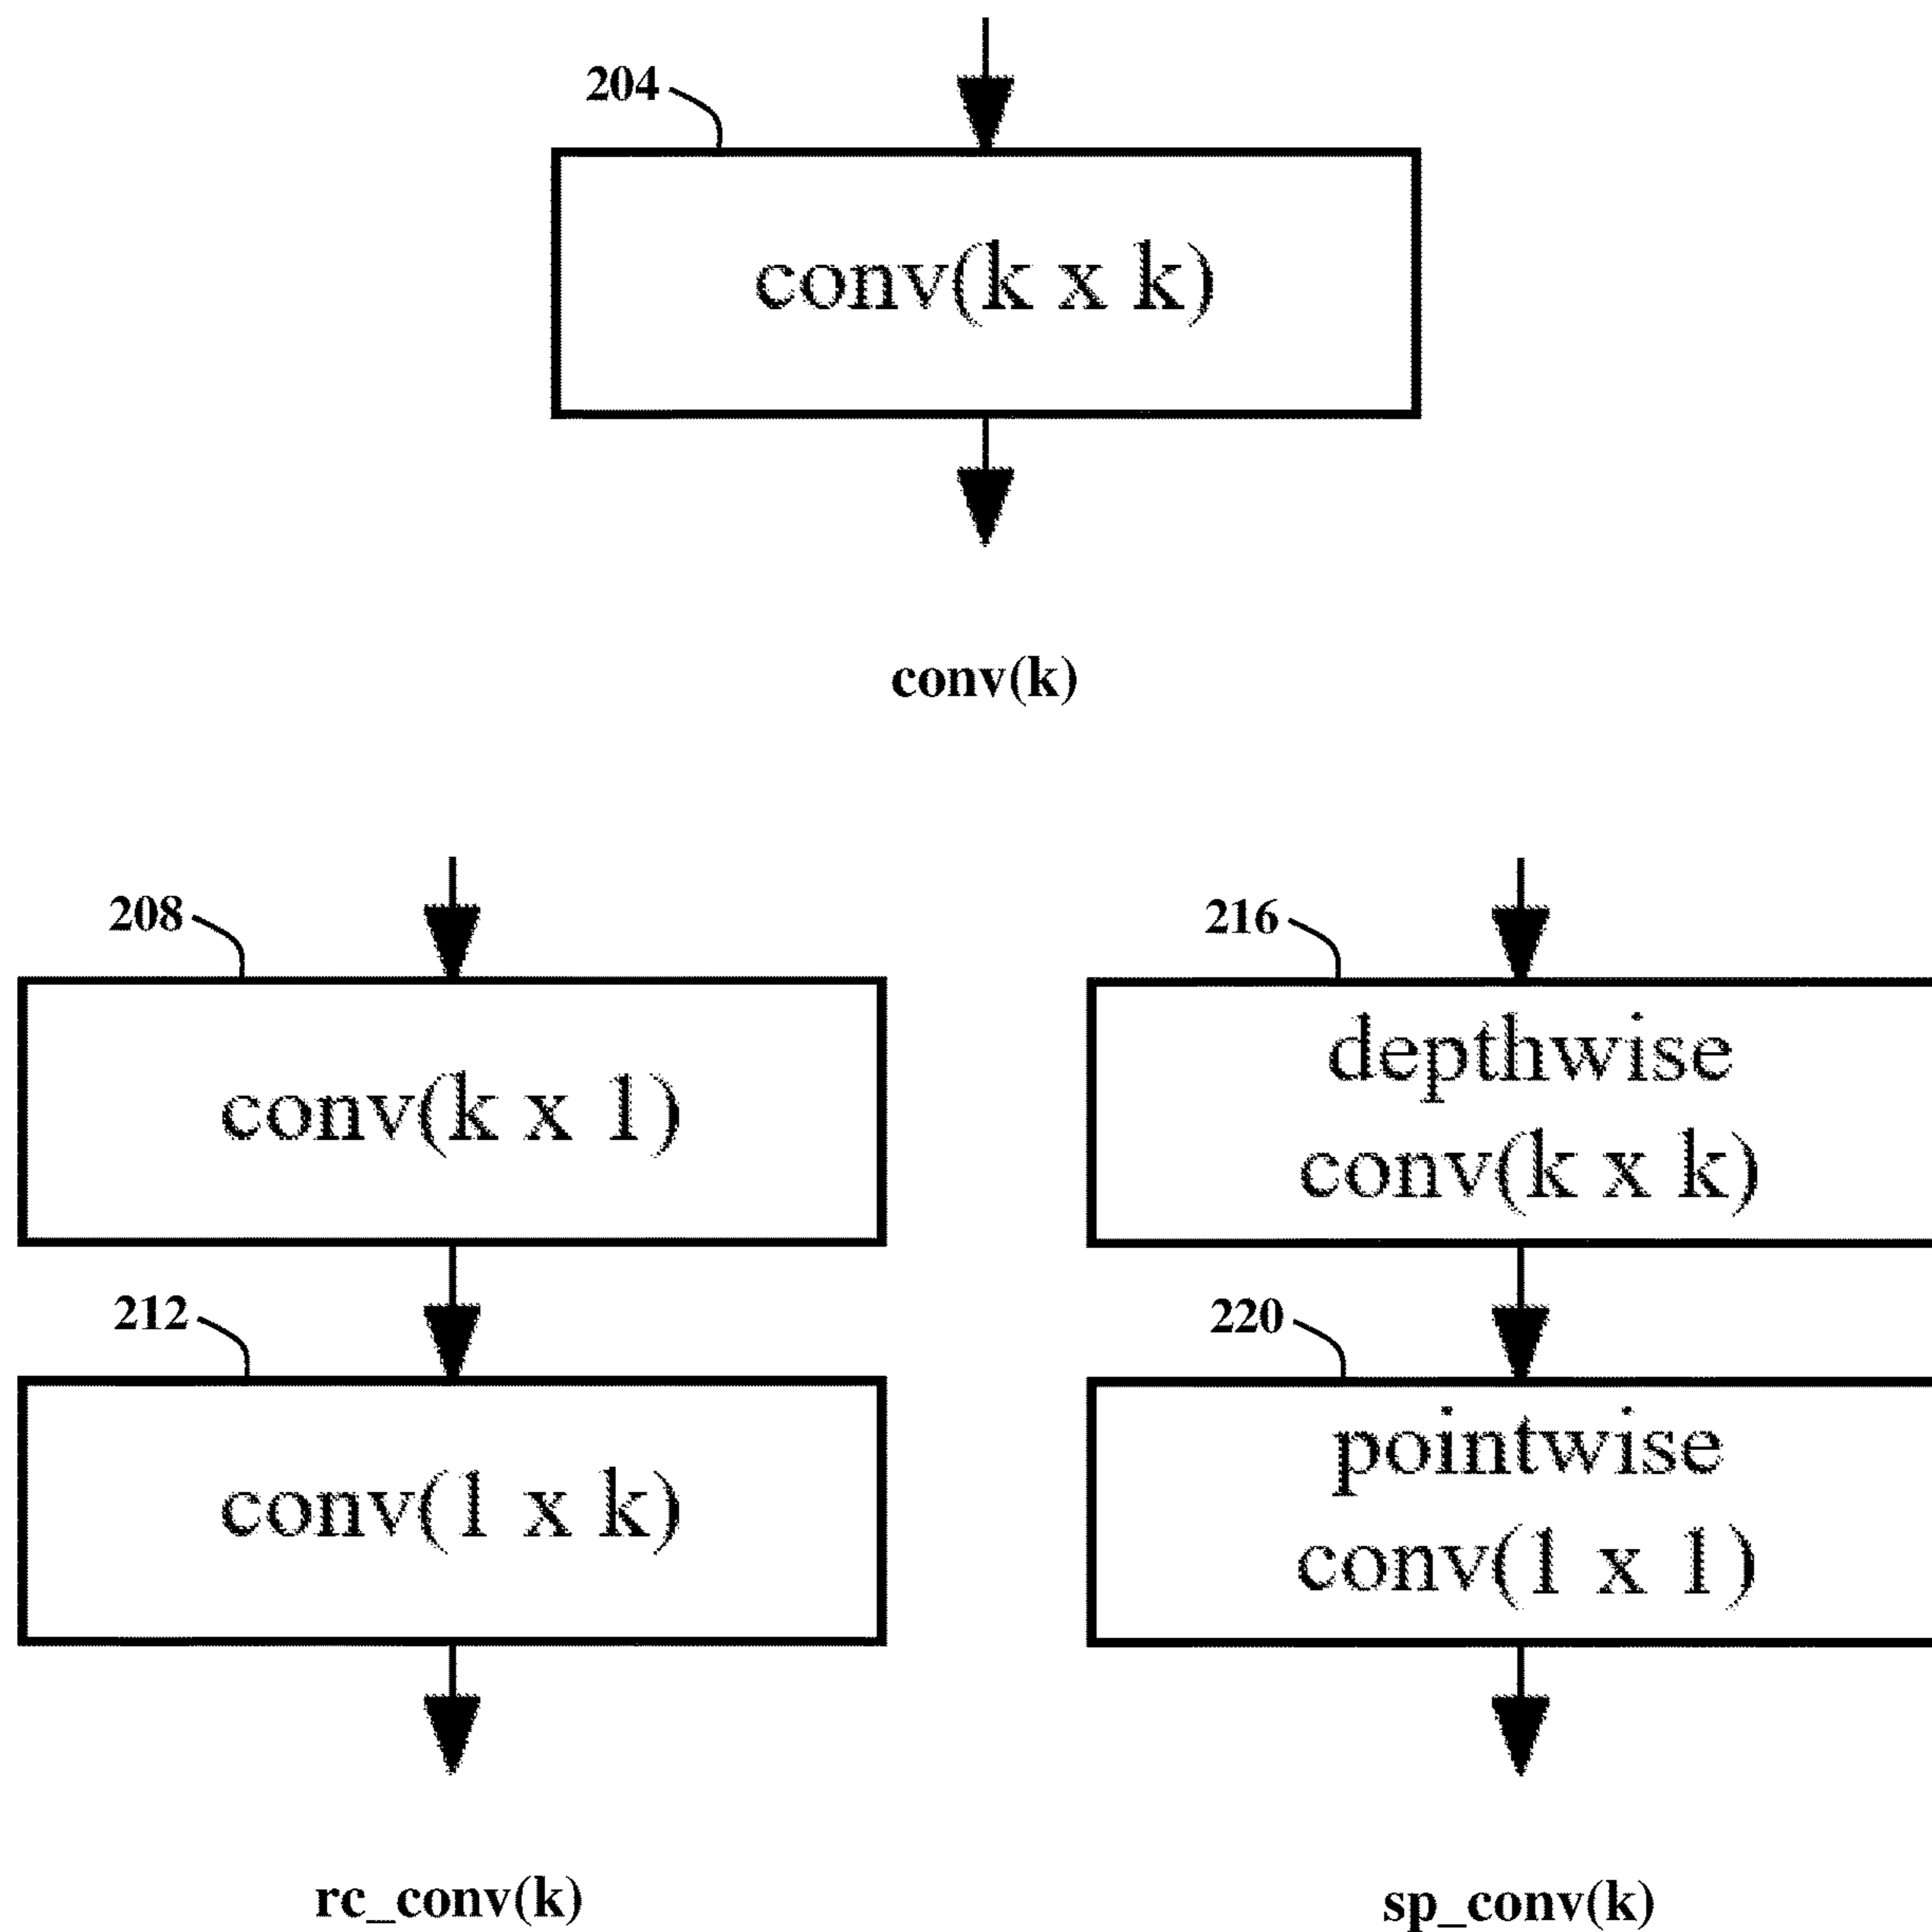 204
conv(k x k)
conv(k)
208
conv(k x 1)
212
conv(1 x k)
rc_conv(k)
216
depthwise
conv(k x k)
220
pointwise
conv(1 x 1)
sp_conv(k)